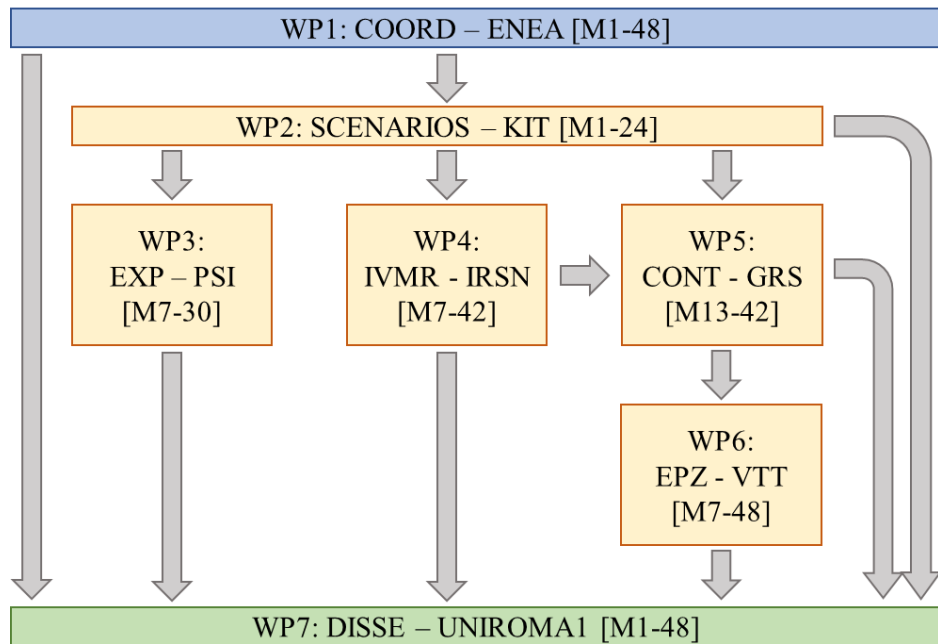 WP1: COORD – ENEA [M1-48]
WP2: SCENARIOS – KIT [M1-24]
WP3:
EXP – PSI
[M7-30]
WP4:
IVMR - IRSN
[M7-42]
WP5:
CONT - GRS
[M13-42]
WP6:
EPZ - VTT
[M7-48]
WP7: DISSE – UNIROMA1 [M1-48]